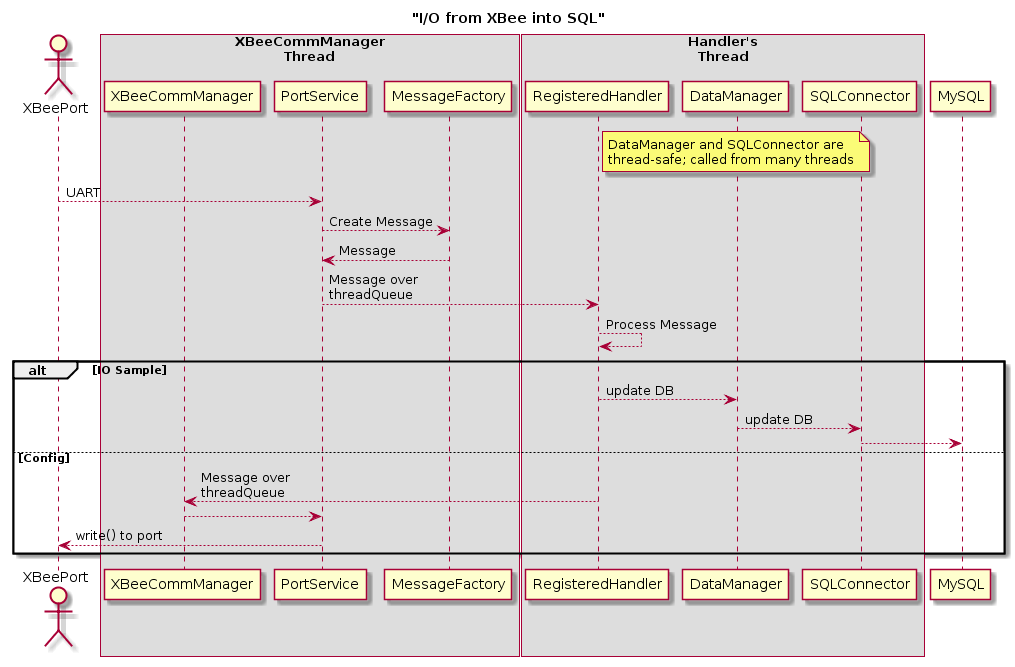 "I/O from XBee into SQL"
XBeeCommManager
Thread
Handler's
Thread
XBeePort
XBeeCommManager
PortService
MessageFactory
RegisteredHandler
DataManager
SQLConnector
MySQL
DataManager and SQLConnector are
thread-safe; called from many threads
UART
Create Message
Message
Message over
threadQueue
Process Message
alt
[IO Sample]
update DB
update DB
[Config]
Message over
threadQueue
write() to port
XBeePort
XBeeCommManager
PortService
MessageFactory
RegisteredHandler
DataManager
SQLConnector
MySQL